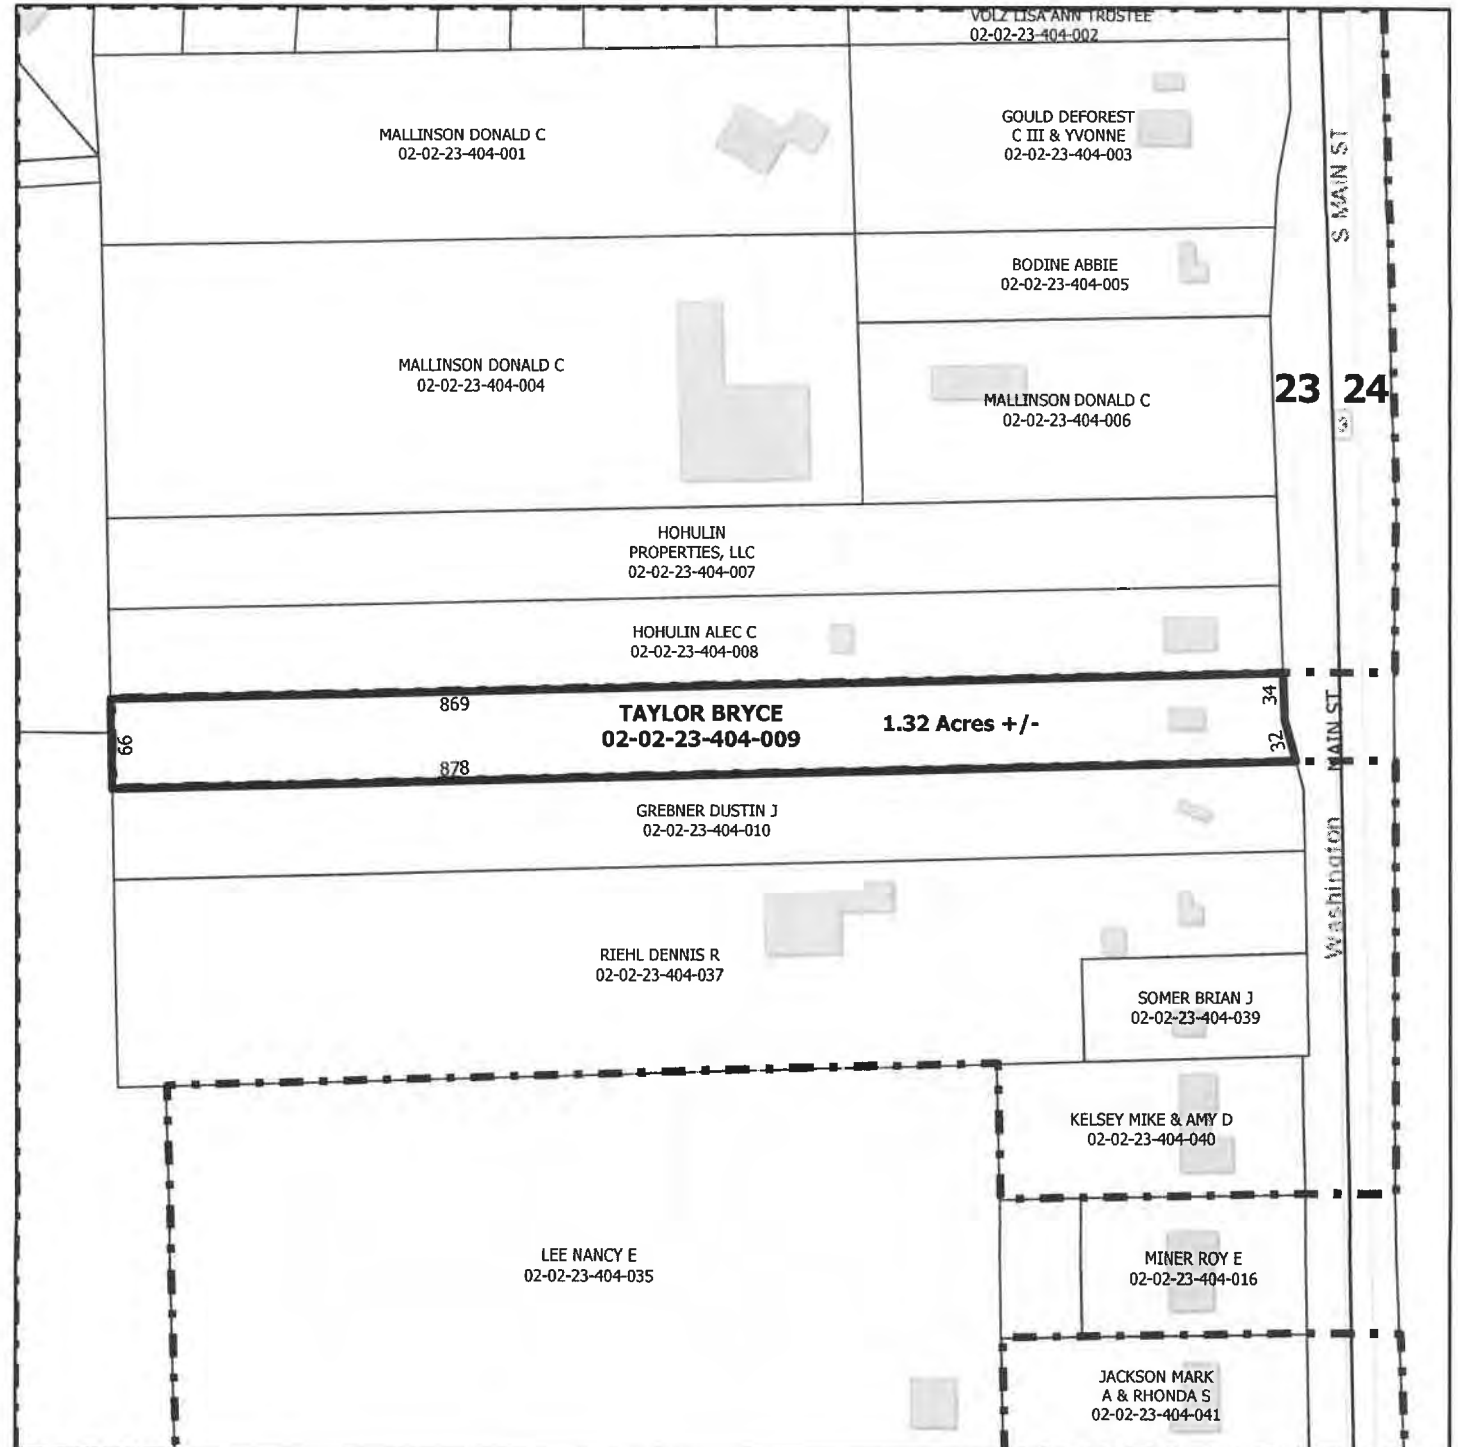 VOLZ LISA ANN TRUSTEE
02-02-23-404-002
MALLINSON DONALD C
02-02-23-404-001
GOULD DEFOREST
C III & YVONNE
02-02-23-404-003
S MAIN ST
BODINE ABBIE
02-02-23-404-005
MALLINSON DONALD C
02-02-23-404-004
MALLINSON DONALD C
02-02-23-404-006
23 24
HOHULIN
PROPERTIES, LLC
02-02-23-404-007
HOHULIN ALEC C
02-02-23-404-008
869
TAYLOR BRYCE
02-02-23-404-009
1.32 Acres +/-
34
32
66
878
MAIN ST
Washington
GREBNER DUSTIN J
02-02-23-404-010
RIEHL DENNIS R
02-02-23-404-037
SOMER BRIAN J
02-02-23-404-039
KELSEY MIKE & AMY D
02-02-23-404-040
LEE NANCY E
02-02-23-404-035
MINER ROY E
02-02-23-404-016
JACKSON MARK
A & RHONDA S
02-02-23-404-041